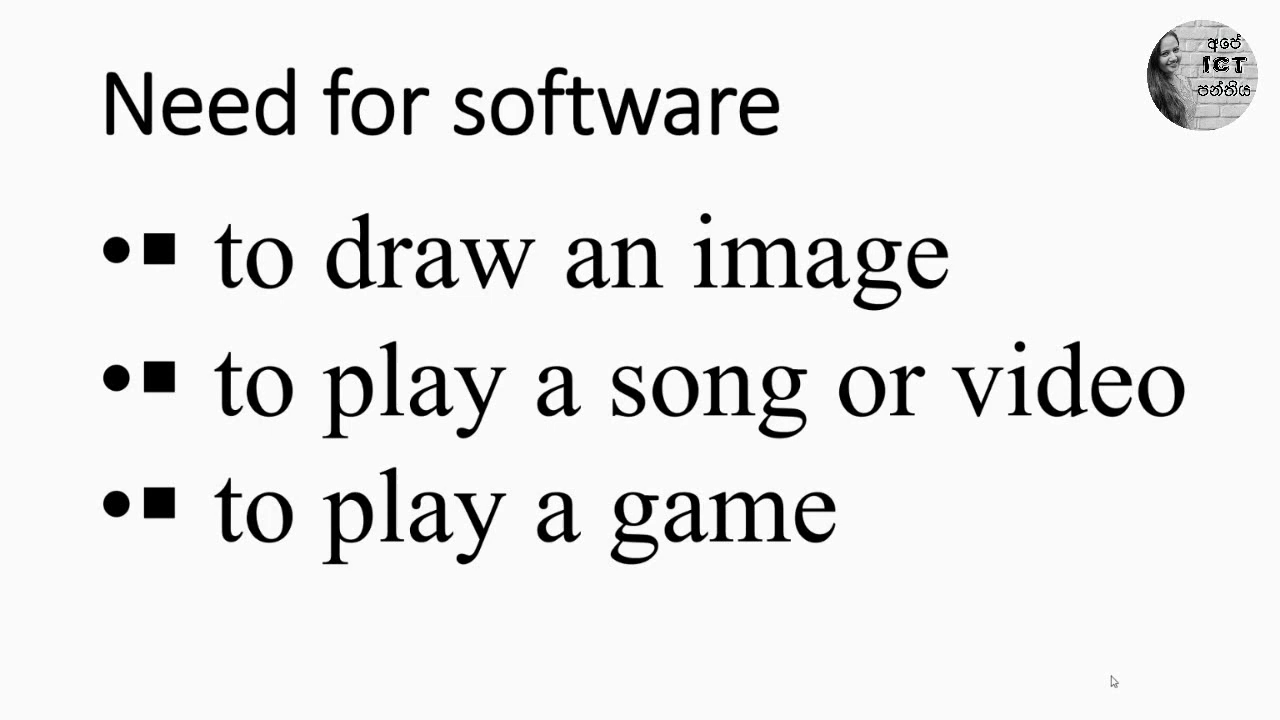 Need for software
•▪ to draw an image
•▪ to play a song or video
•▪ to play a game
අපේ
ICT
පන්තිය